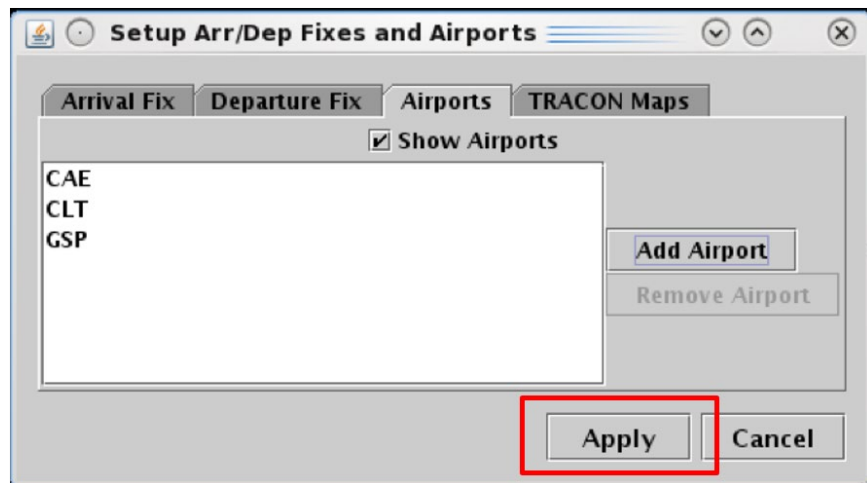 Setup Arr/Dep Fixes and Airports
Arrival Fix Departure Fix Airports TRACON Maps
Show Airports
CAE
CLT
GSP
Add Airport
Remove Airport
Apply Cancel